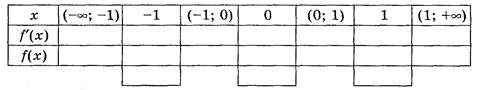 x (−∞; −1) −1 (−1; 0) 0 (0; 1) 1 (1; +∞)
f′(x)
f(x)